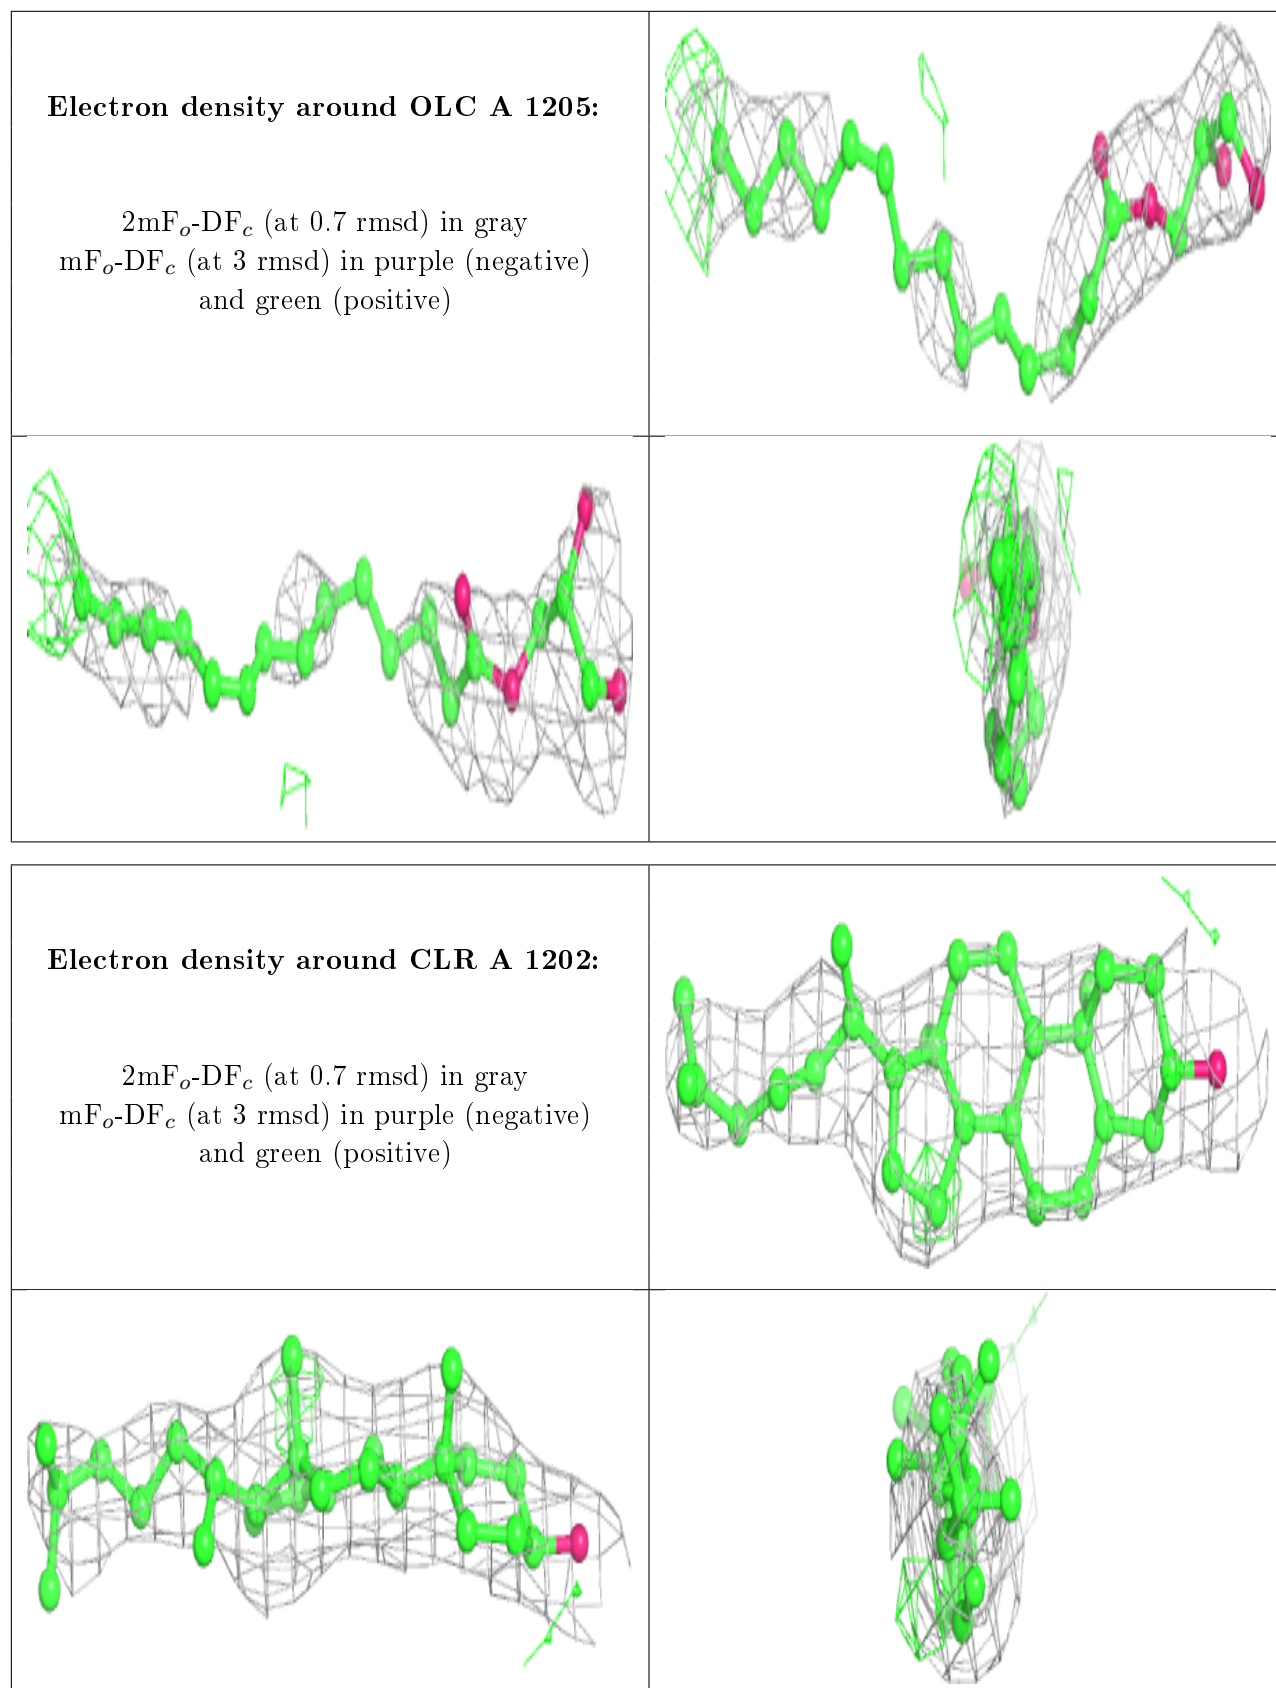 Electron density around OLC A 1205:
2mFo-DFc (at 0.7 rmsd) in gray
mFo-DFc (at 3 rmsd) in purple (negative)
and green (positive)
Electron density around CLR A 1202:
2mFo-DFc (at 0.7 rmsd) in gray
mFo-DFc (at 3 rmsd) in purple (negative)
and green (positive)